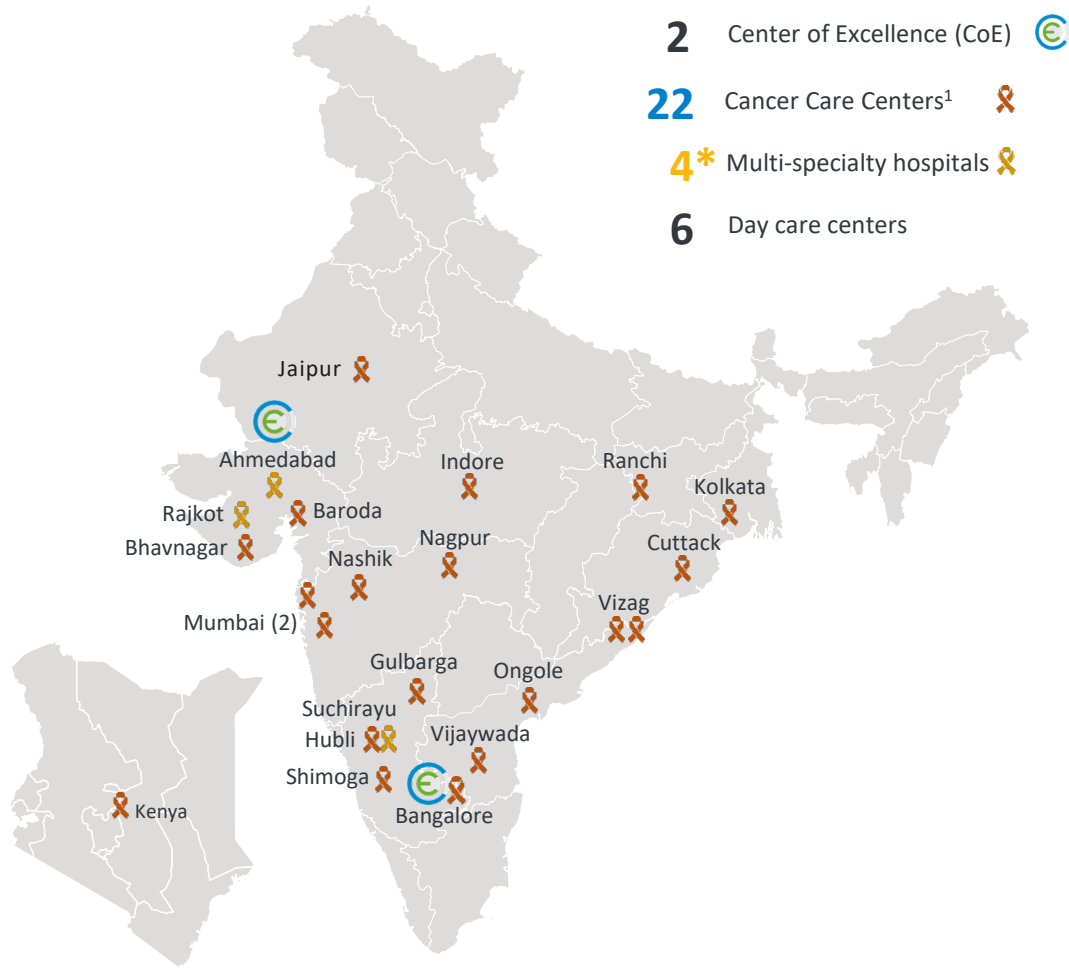 2 Center of Excellence (CoE)
22 Cancer Care Centers1
4* Multi-specialty hospitals
6 Day care centers
Jaipur
Ahmedabad
Indore
Ranchi
Kolkata
Rajkot
Baroda
Bhavnagar
Nagpur
Cuttack
Nashik
Mumbai (2)
Vizag
Gulbarga
Ongole
Suchirayu
Hubli
Vijaywada
Shimoga
Bangalore
Kenya